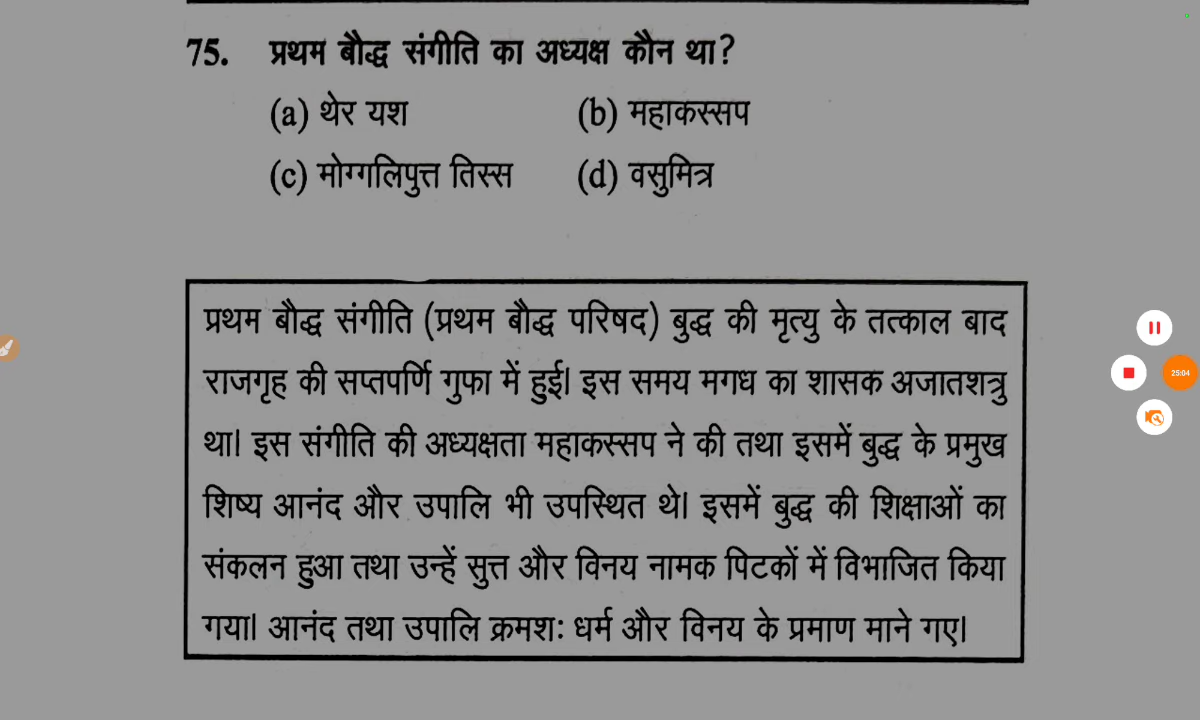 75. प्रथम बौद्ध संगीति का अध्यक्ष कौन था?
(a) थेर यश (b) महाकस्सप
(c) मोग्गलिपुत्त तिस्स (d) वसुमित्र
प्रथम बौद्ध संगीति (प्रथम बौद्ध परिषद) बुद्ध की मृत्यु के तत्काल बाद
राजगृह की सप्तपर्णि गुफा में हुई। इस समय मगध का शासक अजातशत्रु
था। इस संगीति की अध्यक्षता महाकस्सप ने की तथा इसमें बुद्ध के प्रमुख
शिष्य आनंद और उपालि भी उपस्थित थे। इसमें बुद्ध की शिक्षाओं का
संकलन हुआ तथा उन्हें सुत्त और विनय नामक पिटकों में विभाजित किया
गया। आनंद तथा उपालि क्रमशः धर्म और विनय के प्रमाण माने गए।
25:04